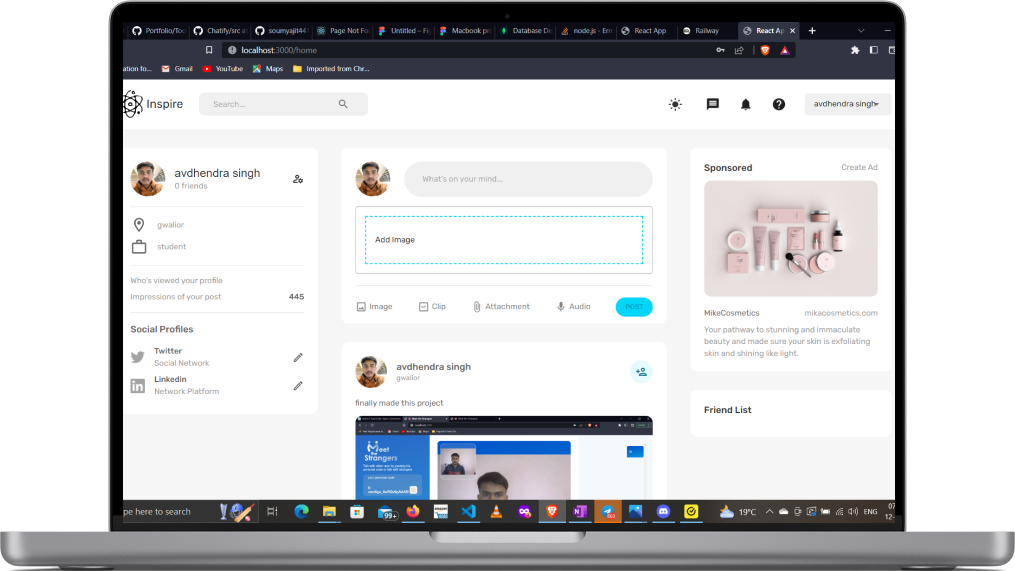 Portfolio/Too
Chatify/src at
soumyajit44
Page Not Fo
Untitled – Fig
Macbook pr
Database De
node.js - Err
React App
Railway
React Ap
localhost:3000/home
ation fo...
Gmail
YouTube
Maps
Imported from Chr...
Inspire
Search...
avdhendra singh
avdhendra singh
0 friends
gwalior
student
Who's viewed your profile
Impressions of your post 445
Social Profiles
Twitter
Social Network
Linkedin
Network Platform
What's on your mind...
Add Image
Image
Clip
Attachment
Audio
POST
avdhendra singh
gwalior
finally made this project
Meet
Strangers
Sponsored
Create Ad
MikeCosmetics
mikacosmetics.com
Your pathway to stunning and immaculate
beauty and made sure your skin is exfoliating
skin and shining like light.
Friend List
pe here to search
99+
19°C
ENG
07
12-